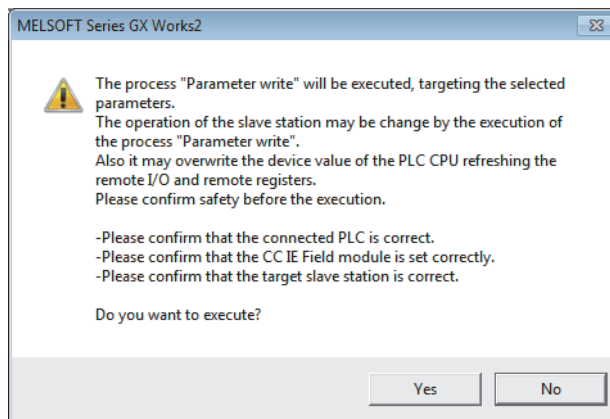 MELSOFT Series GX Works2
The process "Parameter write" will be executed, targeting the selected
parameters.
The operation of the slave station may be change by the execution of
the process "Parameter write".
Also it may overwrite the device value of the PLC CPU refreshing the
remote I/O and remote registers.
Please confirm safety before the execution.
-Please confirm that the connected PLC is correct.
-Please confirm that the CC IE Field module is set correctly.
-Please confirm that the target slave station is correct.
Do you want to execute?
Yes
No